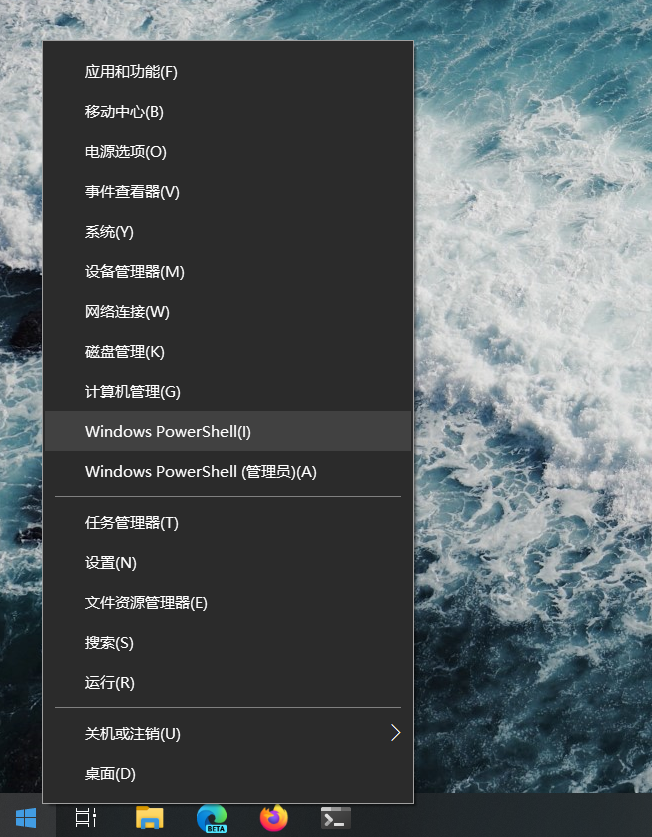 应用和功能(F)
移动中心(B)
电源选项(O)
事件查看器(V)
系统(Y)
设备管理器(M)
网络连接(W)
磁盘管理(K)
计算机管理(G)
Windows PowerShell(I)
Windows PowerShell (管理员)(A)
任务管理器(T)
设置(N)
文件资源管理器(E)
搜索(S)
运行(R)
关机或注销(U)
桌面(D)
BETA